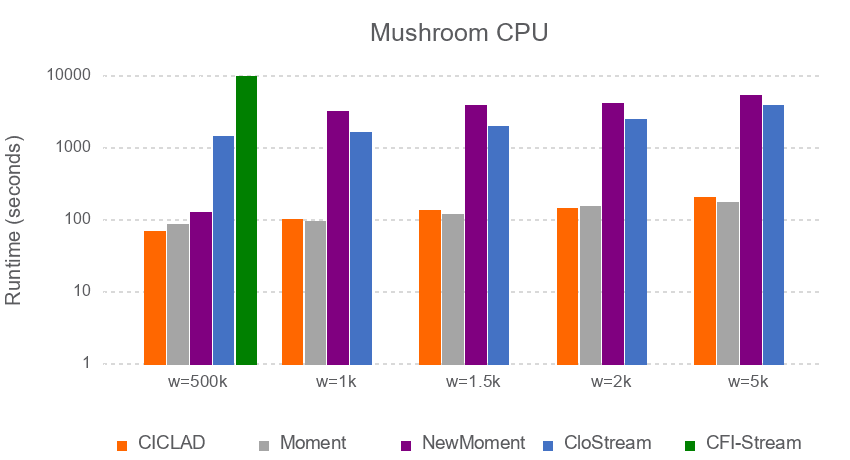 Mushroom CPU
Runtime (seconds)
10000
1000
100
10
1
w=500k w=1k w=1.5k w=2k w=5k
CICLAD Moment NewMoment CloStream CFI-Stream